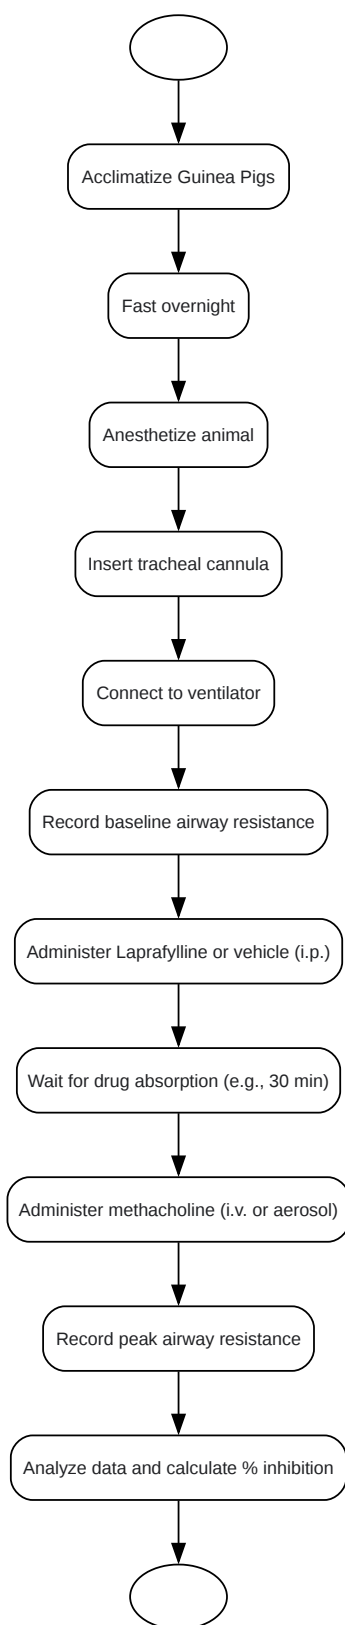 Acclimatize Guinea Pigs
Fast overnight
Anesthetize animal
Insert tracheal cannula
Connect to ventilator
Record baseline airway resistance
Administer Laprafylline or vehicle (i.p.)
Wait for drug absorption (e.g., 30 min)
Administer methacholine (i.v. or aerosol)
Record peak airway resistance
Analyze data and calculate % inhibition